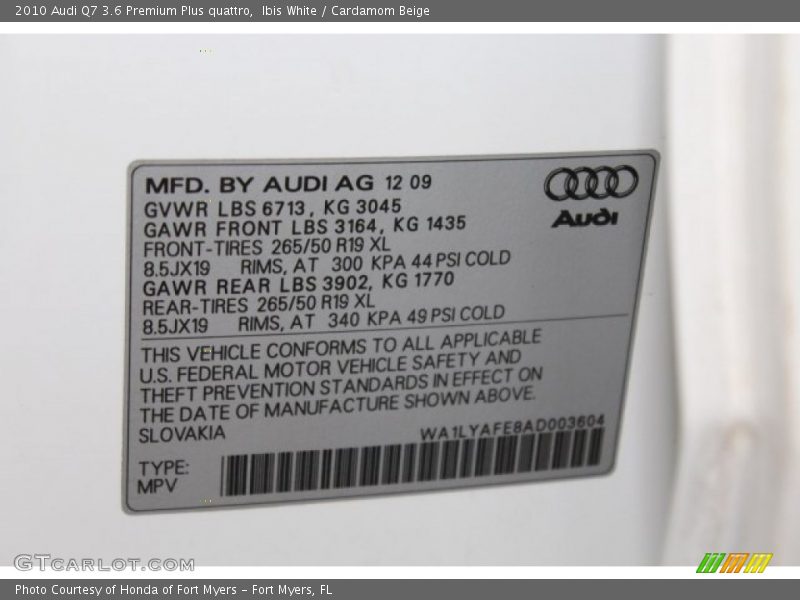 2010 Audi Q7 3.6 Premium Plus quattro,  Ibis White / Cardamom Beige
MFD. BY AUDI AG 12 09
GVWR LBS 6713, KG 3045
GAWR FRONT LBS 3164, KG 1435
FRONT-TIRES 265/50 R19 XL
8.5JX19 RIMS, AT 300 KPA 44 PSI COLD
GAWR REAR LBS 3902, KG 1770
REAR-TIRES 265/50 R19 XL
8.5JX19 RIMS, AT 340 KPA 49 PSI COLD
Audi
THIS VEHICLE CONFORMS TO ALL APPLICABLE
U.S. FEDERAL MOTOR VEHICLE SAFETY AND
THEFT PREVENTION STANDARDS IN EFFECT ON
THE DATE OF MANUFACTURE SHOWN ABOVE.
SLOVAKIA
WA1LYAFE8AD003604
TYPE:
MPV
GTCARLOT.COM
Photo Courtesy of Honda of Fort Myers - Fort Myers, FL